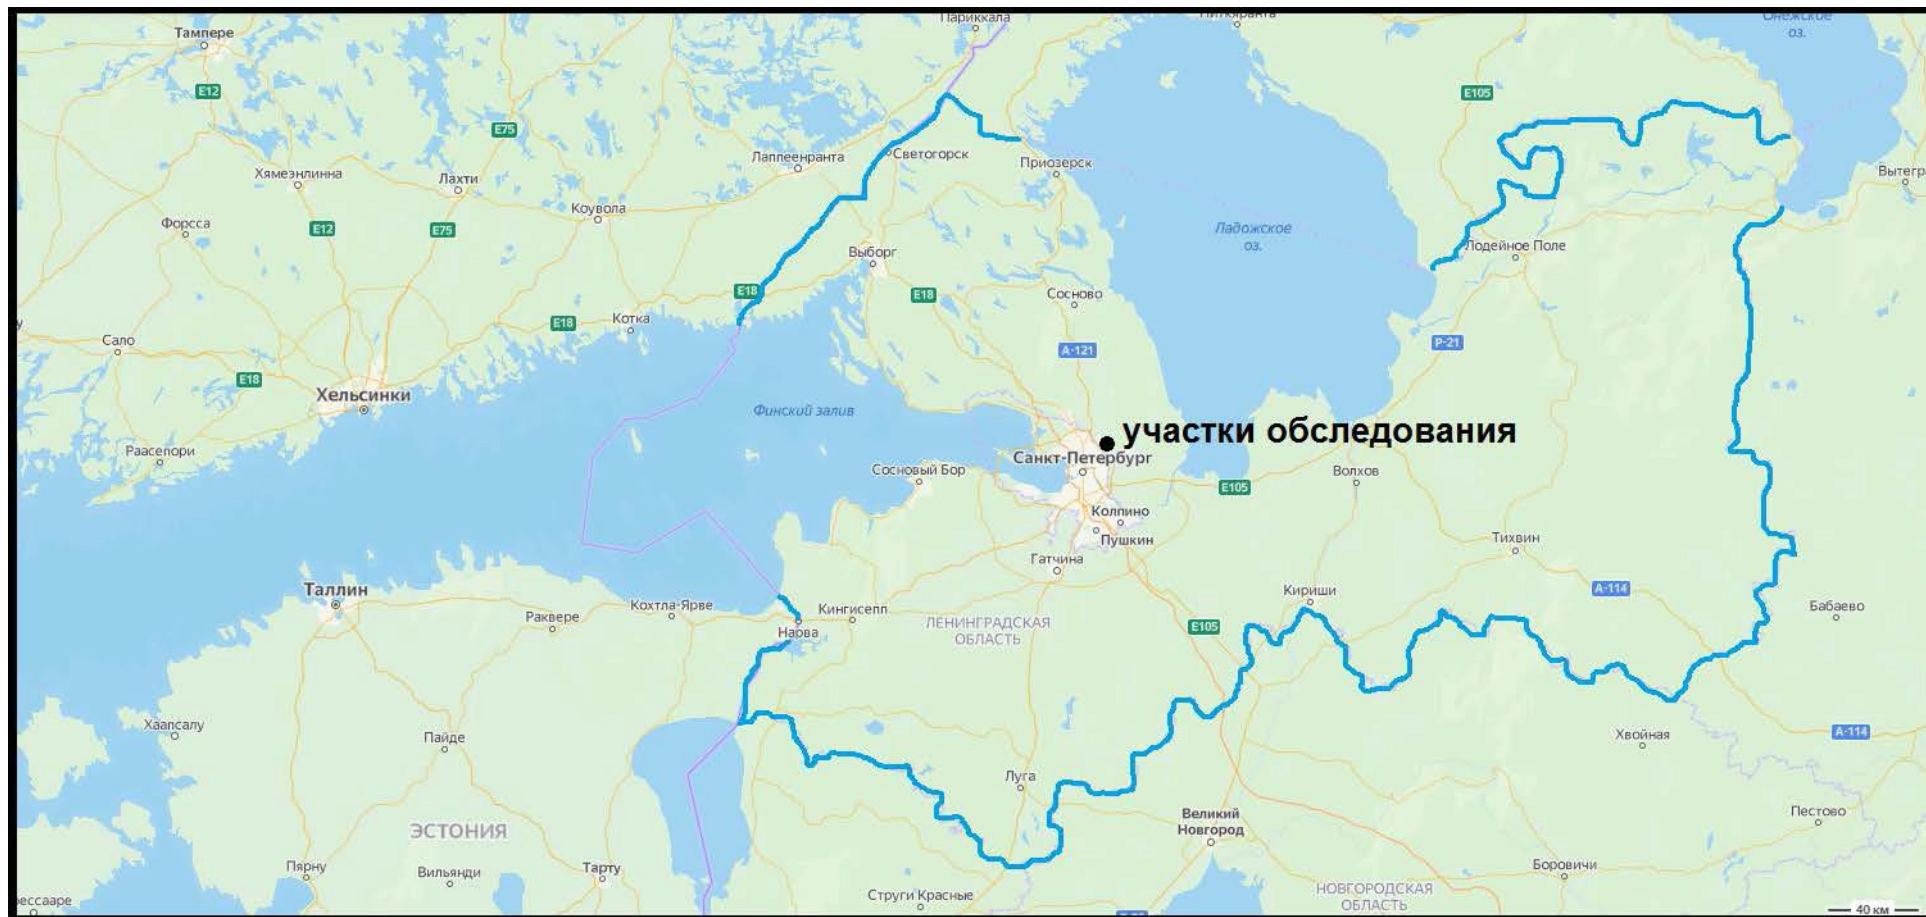 Париккала
Питкяранта
Онежское
оз.
Тампере
E12
E75
E105
Светогорск
Лаппеенранта
Приозерск
Хямеэнлинна
Лахти
Вытегр
Коувола
Форсса
E12
E75
Ладожское
оз.
Лодейное Поле
Выборг
E18
E18
Сосново
Котка
E18
Сало
P-21
A-121
E18
Хельсинки
Финский залив
участки обследования
Раасепори
Санкт-Петербург
Сосновый Бор
Волхов
E105
Колпино
Пушкин
Тихвин
Гатчина
Таллин
A-114
Кириши
Кохтла-Ярве
Кингисепп
Бабаево
Раквере
ЛЕНИНГРАДСКАЯ
ОБЛАСТЬ
E105
Нарва
Хаапсалу
Пайде
Хвойная
A-114
Луга
Великий
Новгород
Пестово
ЭСТОНИЯ
Пярну
Вильянди
Тарту
Боровичи
Струги Красные
НОВГОРОДСКАЯ
ОБЛАСТЬ
ессааре
40 км